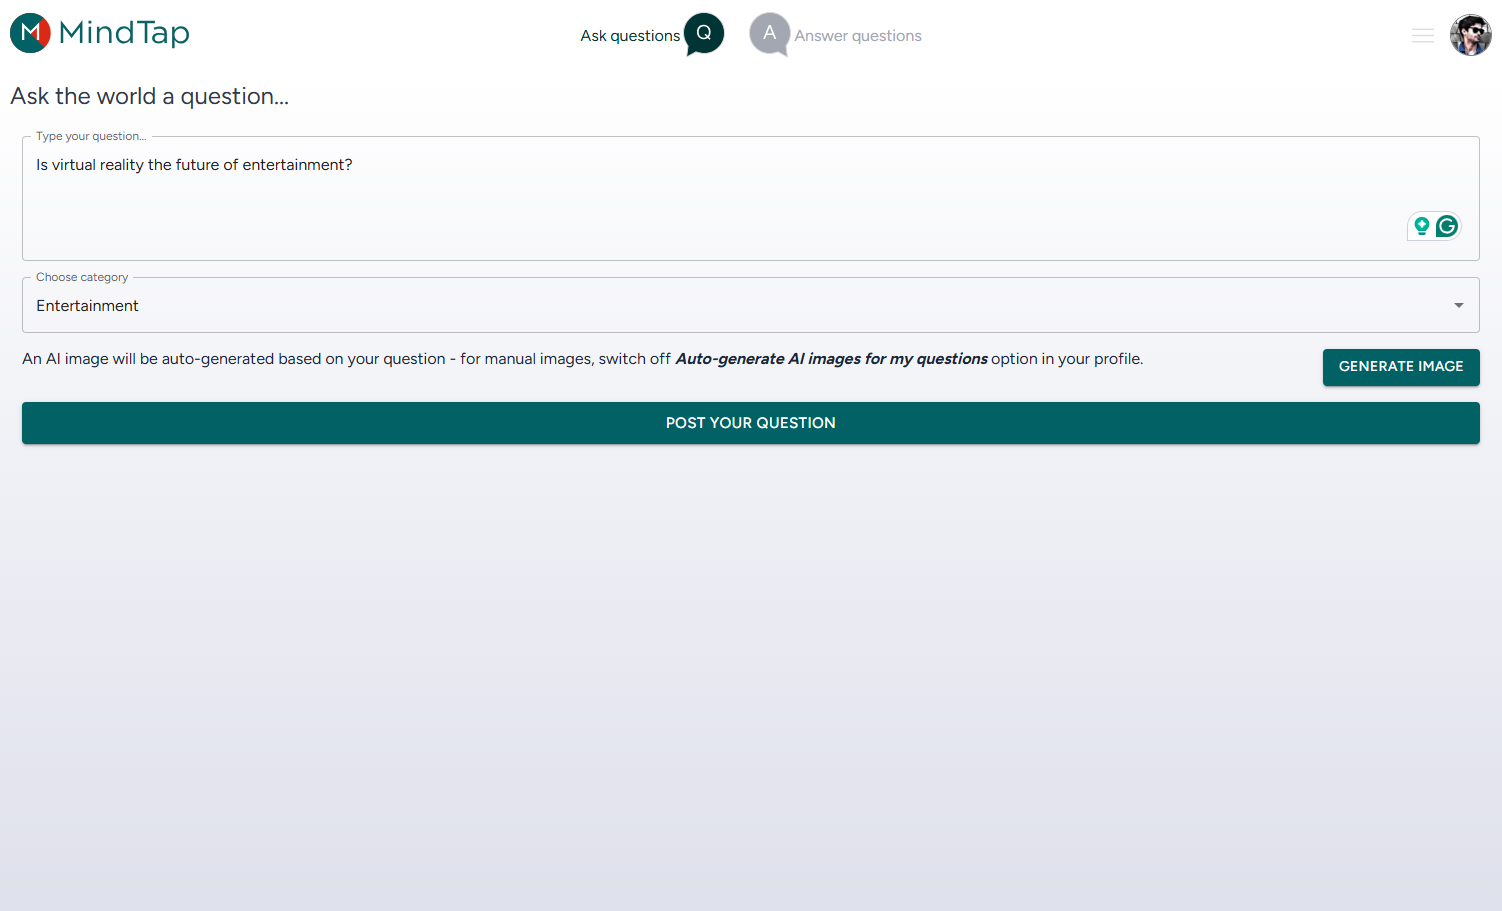 M MindTap
Ask questions Q A Answer questions
Ask the world a question...
Type your question...
Is virtual reality the future of entertainment?
G
Choose category
Entertainment
An AI image will be auto-generated based on your question - for manual images, switch off Auto-generate AI images for my questions option in your profile.
GENERATE IMAGE
POST YOUR QUESTION